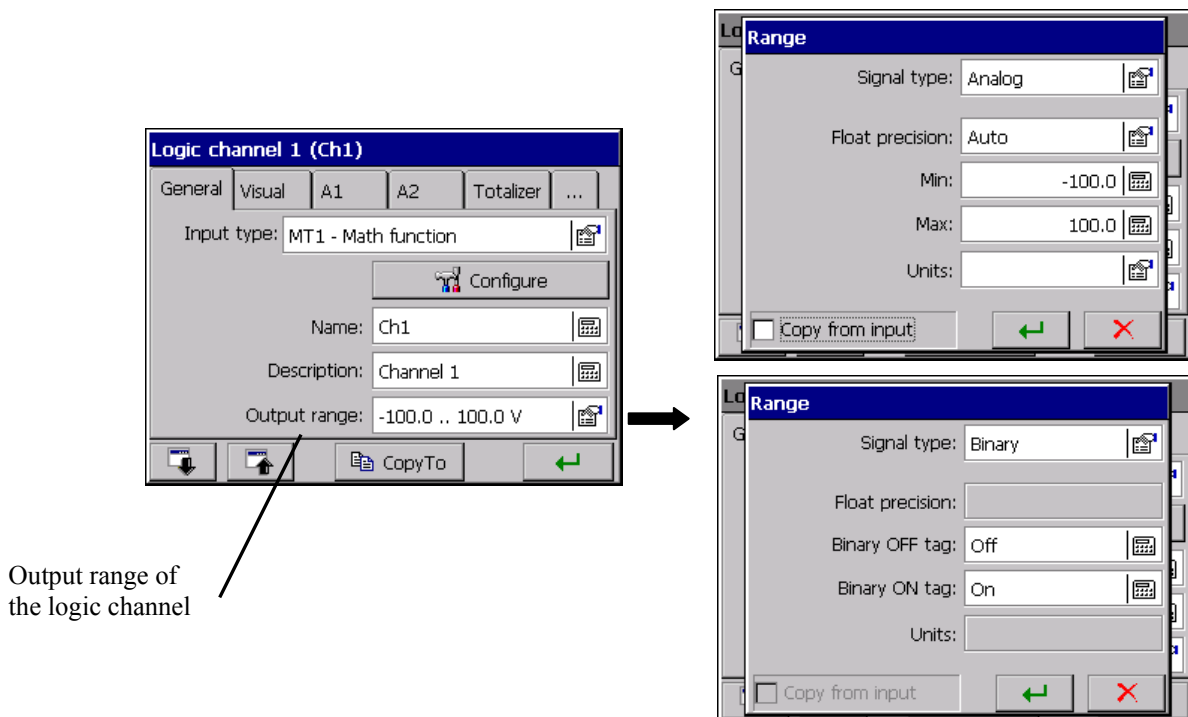 Logic channel 1 (Ch1)
General Visual A1 A2 Totalizer ...
Input type: MT1 - Math function
Configure
Name: Ch1
Description: Channel 1
Output range: -100.0 .. 100.0 V
CopyTo
Output range of
the logic channel
Lo
Range
G
Signal type: Analog
Float precision: Auto
Min: -100.0
Max: 100.0
Units:
Copy from input
Lo
Range
G
Signal type: Binary
Float precision:
Binary OFF tag: Off
Binary ON tag: On
Units:
Copy from input